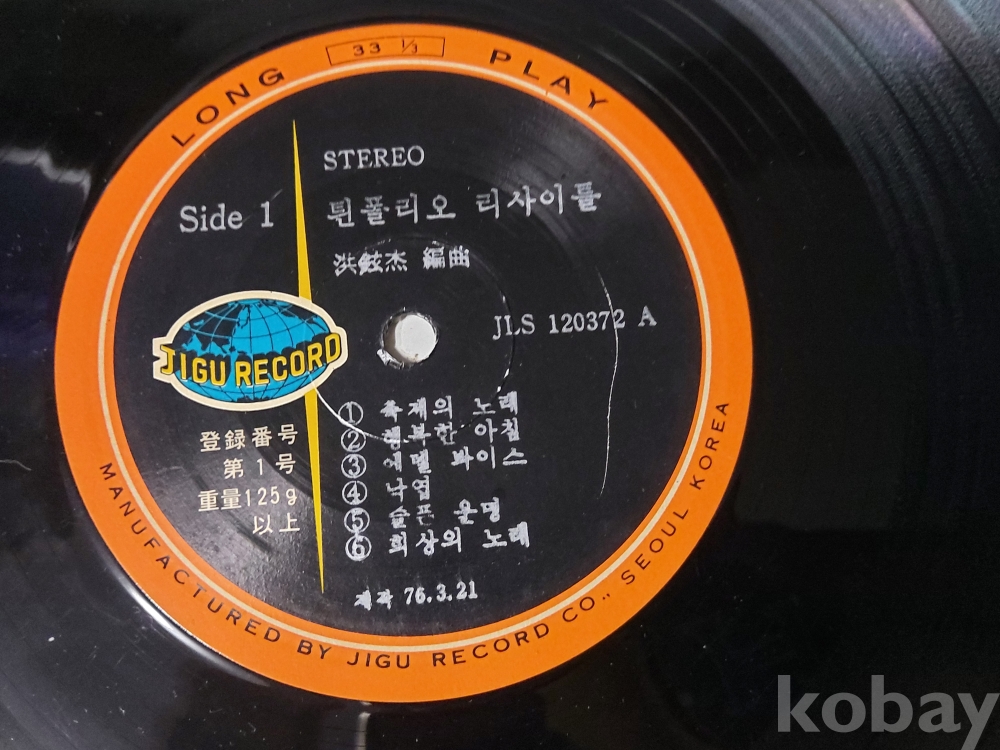 LONG PLAY
33 1/3
STEREO
Side 1
튄폴리오 리사이틀
洪鉉杰 編曲
JLS 120372 A
JIGU RECORD
登録番号
第1号
重量125g
以上
① 축제의 노래
② 행복한 아침
③ 에델 봐이스
④ 낙엽
⑤ 슬픈 운명
⑥ 회상의 노래
제작 76.3.21
MANUFACTURED BY JIGU RECORD CO., SEOUL KOREA
kobay